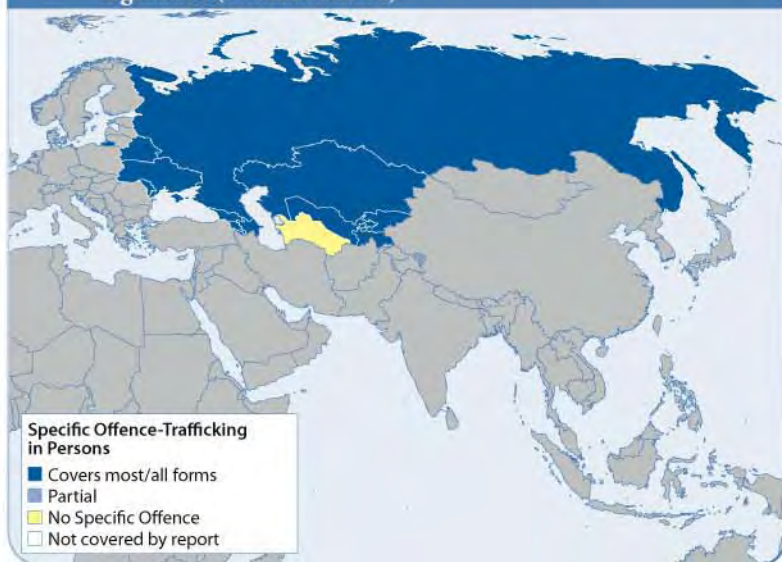 Specific Offence-Trafficking
in Persons
Covers most/all forms
Partial
No Specific Offence
Not covered by report